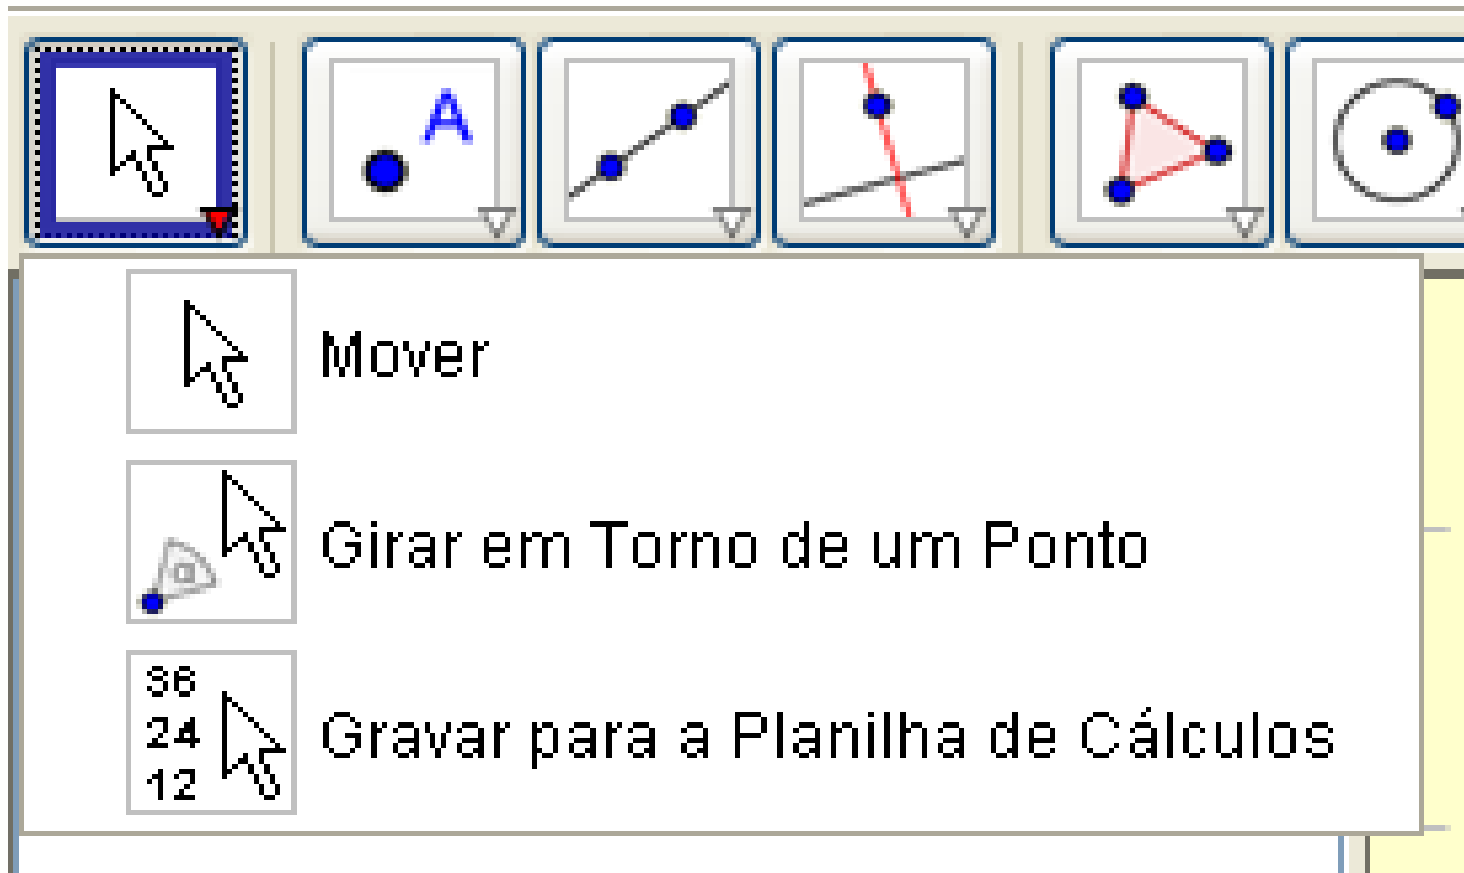 A
Mover
α
Girar em Torno de um Ponto
36
24
12
Gravar para a Planilha de Cálculos